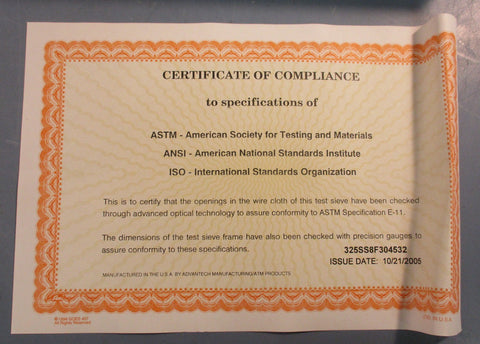 CERTIFICATE OF COMPLIANCE
to specifications of
ASTM - American Society for Testing and Materials
ANSI - American National Standards Institute
ISO - International Standards Organization
This is to certify that the openings in the wire cloth of this test sieve have been checked
through advanced optical technology to assure conformity to ASTM Specification E-11.
The dimensions of the test sieve frame have also been checked with precision gauges to
assure conformity to these specifications.
325SS8F304532
ISSUE DATE: 10/21/2005
MANUFACTURED IN THE U.S.A. BY ADVANTECH MANUFACTURING/ATM PRODUCTS
All Rights Reserved
IN U.S.A.